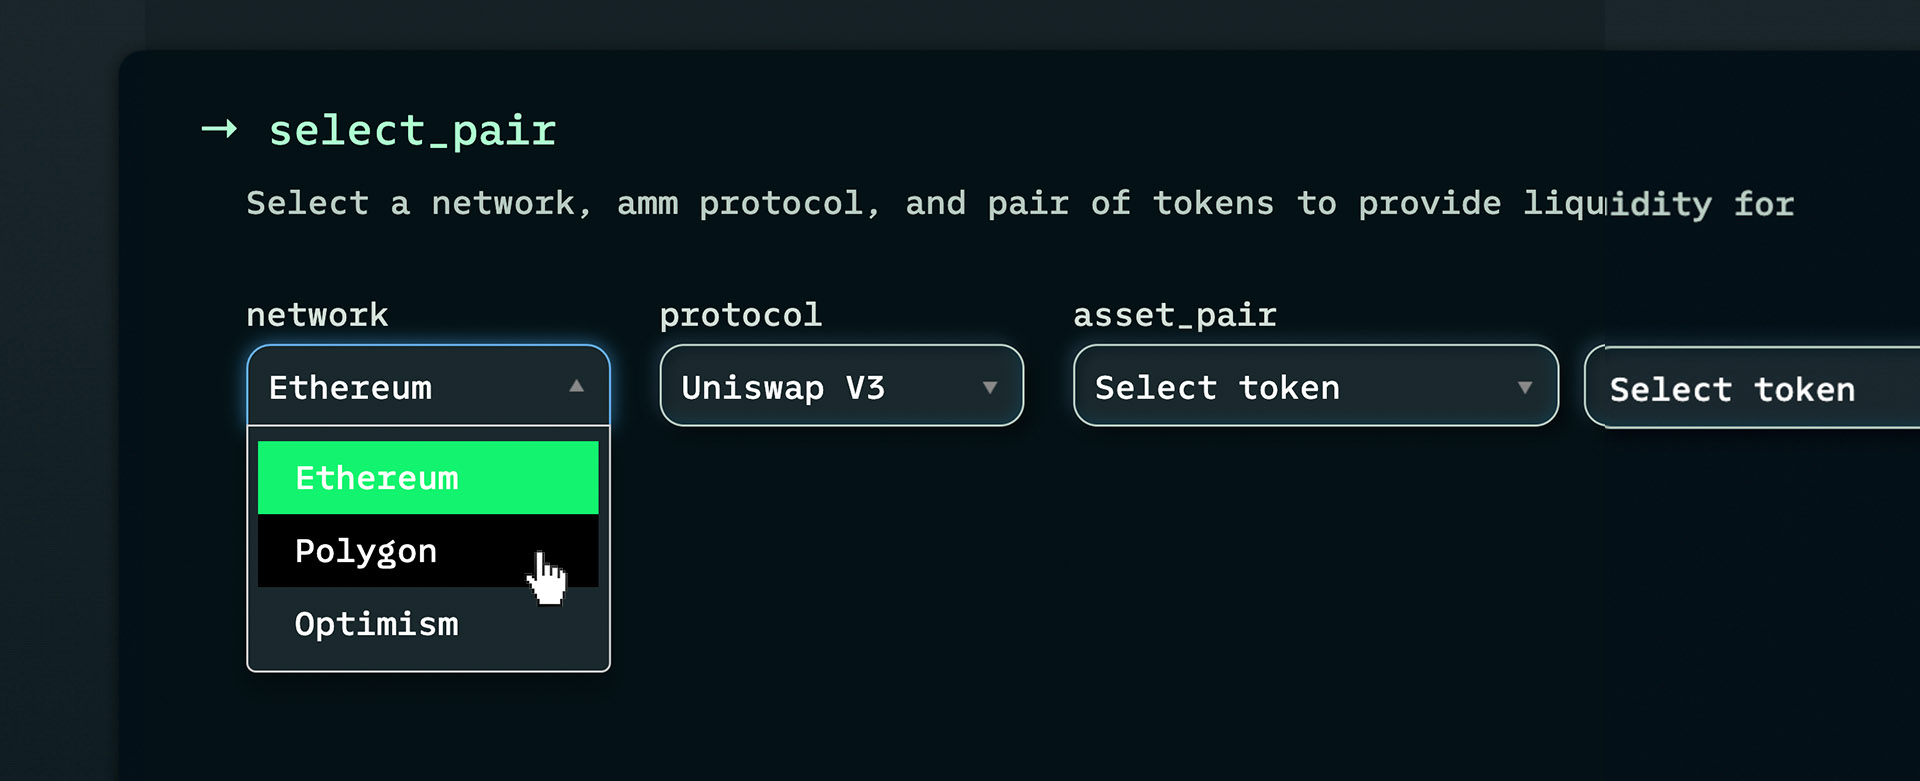 → select_pair
Select a network, amm protocol, and pair of tokens to provide liquidity for
network protocol asset_pair
Ethereum Uniswap V3 Select token Select token
Ethereum
Polygon
Optimism